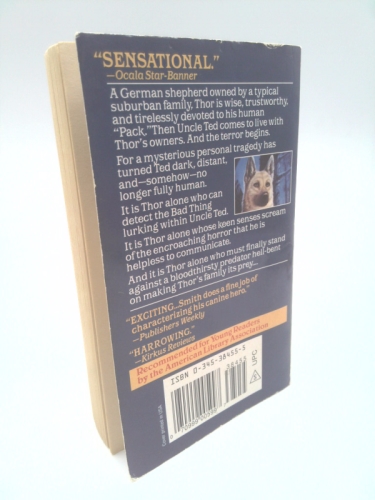 "SENSATIONAL."
—Ocala Star-Banner
A German shepherd owned by a typical
suburban family, Thor is wise, trustworthy,
and tirelessly devoted to his human
"Pack." Then Uncle Ted comes to live with
Thor's owners. And the terror begins.
For a mysterious personal tragedy has
turned Ted dark, distant,
and—somehow—no
longer fully human.
It is Thor alone who can
detect the Bad Thing
lurking within Uncle Ted.
It is Thor alone whose keen senses scream
of the encroaching horror that he is
helpless to communicate.
And it is Thor alone who must finally stand
against a bloodthirsty predator hell-bent
on making Thor's family its prey...
"EXCITING...Smith does a fine job of
characterizing his canine hero."
—Publishers Weekly
"HARROWING."
—Kirkus Reviews
Recommended for Young Readers
by the American Library Association
ISBN 0-345-38455-5
38455
UPC
Cover printed in USA